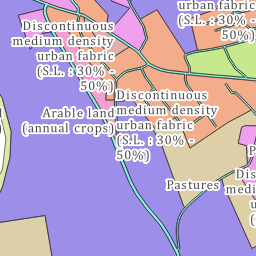 Discontinuous
medium density
urban fabric
(S.L. : 30% -
50%)
urban fabric
(S.L. : 30% -
50%)
Arable land
(annual crops)
Discontinuous
medium density
urban fabric
(S.L. : 30% -
50%)
Pastures